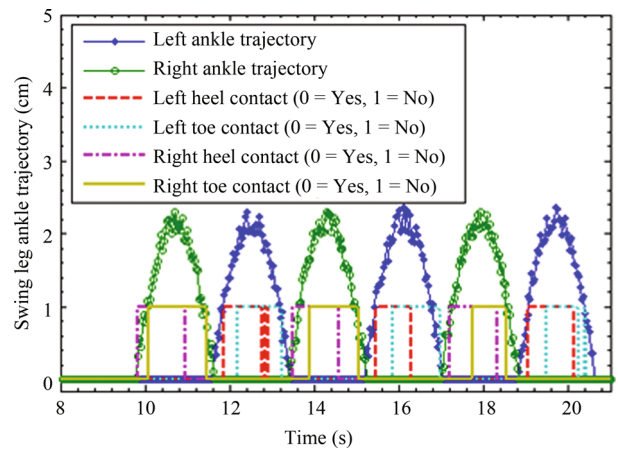 5
4
3
2
1
0
Swing leg ankle trajectory (cm)
Left ankle trajectory
Right ankle trajectory
Left heel contact (0 = Yes, 1 = No)
Left toe contact (0 = Yes, 1 = No)
Right heel contact (0 = Yes, 1 = No)
Right toe contact (0 = Yes, 1 = No)
8 10 12 14 16 18 20
Time (s)